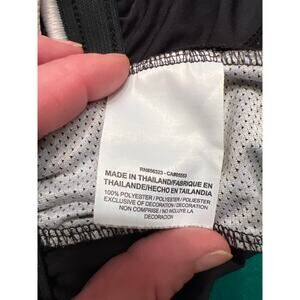 MADE IN THAILAND/FABRIQUE EN
THAILANDE/HECHO EN TAILANDIA
100% POLYESTER / POLYESTER / POLIESTER
EXCLUSIVE OF DECORATION / DECORATION
NON COMPRISE / NO INCLUYE LA
DECORACION